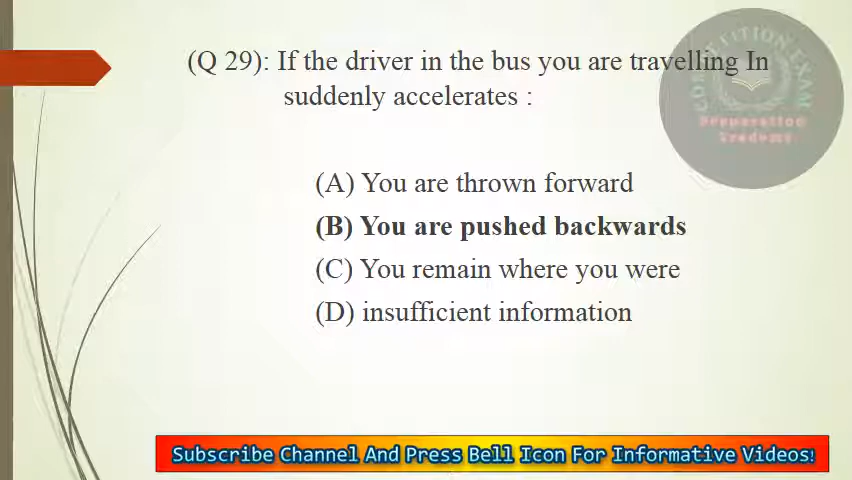 (Q 29): If the driver in the bus you are travelling In
suddenly accelerates :
(A) You are thrown forward
(B) You are pushed backwards
(C) You remain where you were
(D) insufficient information
Preparation
Subscribe Channel And Press Bell Icon For Informative Videos!